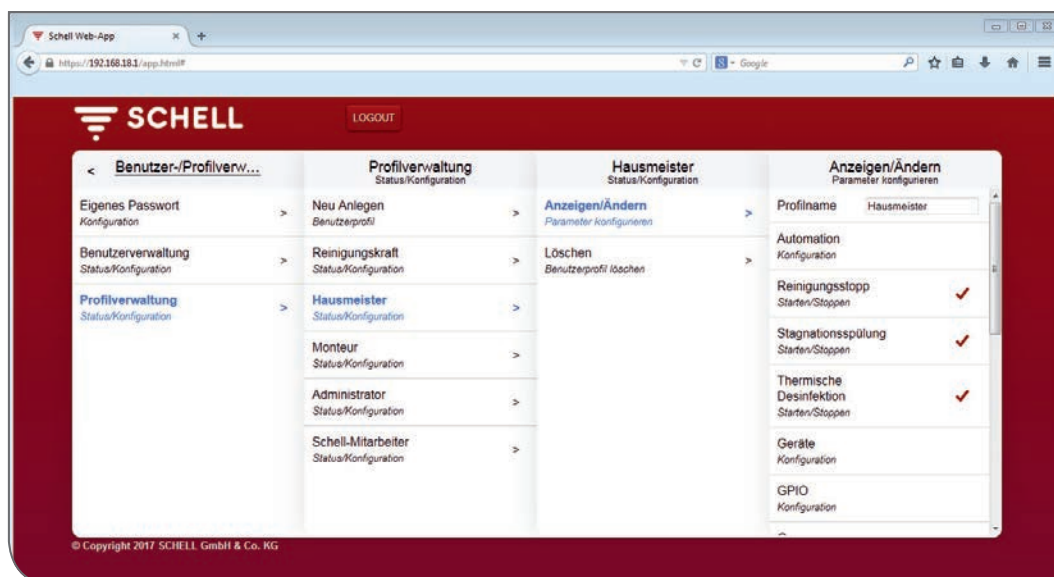 Schell Web-App
https://192.168.18.1/app.html#
Google
SCHELL
LOGOUT
< Benutzer-/Profilverw...
Eigenes Passwort >
Konfiguration
Benutzerverwaltung >
Status/Konfiguration
Profilverwaltung >
Status/Konfiguration
Profilverwaltung
Status/Konfiguration
Neu Anlegen >
Benutzerprofil
Reinigungskraft >
Status/Konfiguration
Hausmeister >
Status/Konfiguration
Monteur >
Status/Konfiguration
Administrator >
Status/Konfiguration
Schell-Mitarbeiter >
Status/Konfiguration
Hausmeister
Status/Konfiguration
Anzeigen/Ändern >
Parameter konfigurieren
Löschen >
Benutzerprofil löschen
Anzeigen/Ändern
Parameter konfigurieren
Profilname Hausmeister
Automation
Konfiguration
Reinigungsstopp
Starten/Stoppen
Stagnationsspülung
Starten/Stoppen
Thermische
Desinfektion
Starten/Stoppen
Geräte
Konfiguration
GPIO
Konfiguration
© Copyright 2017 SCHELL GmbH & Co. KG